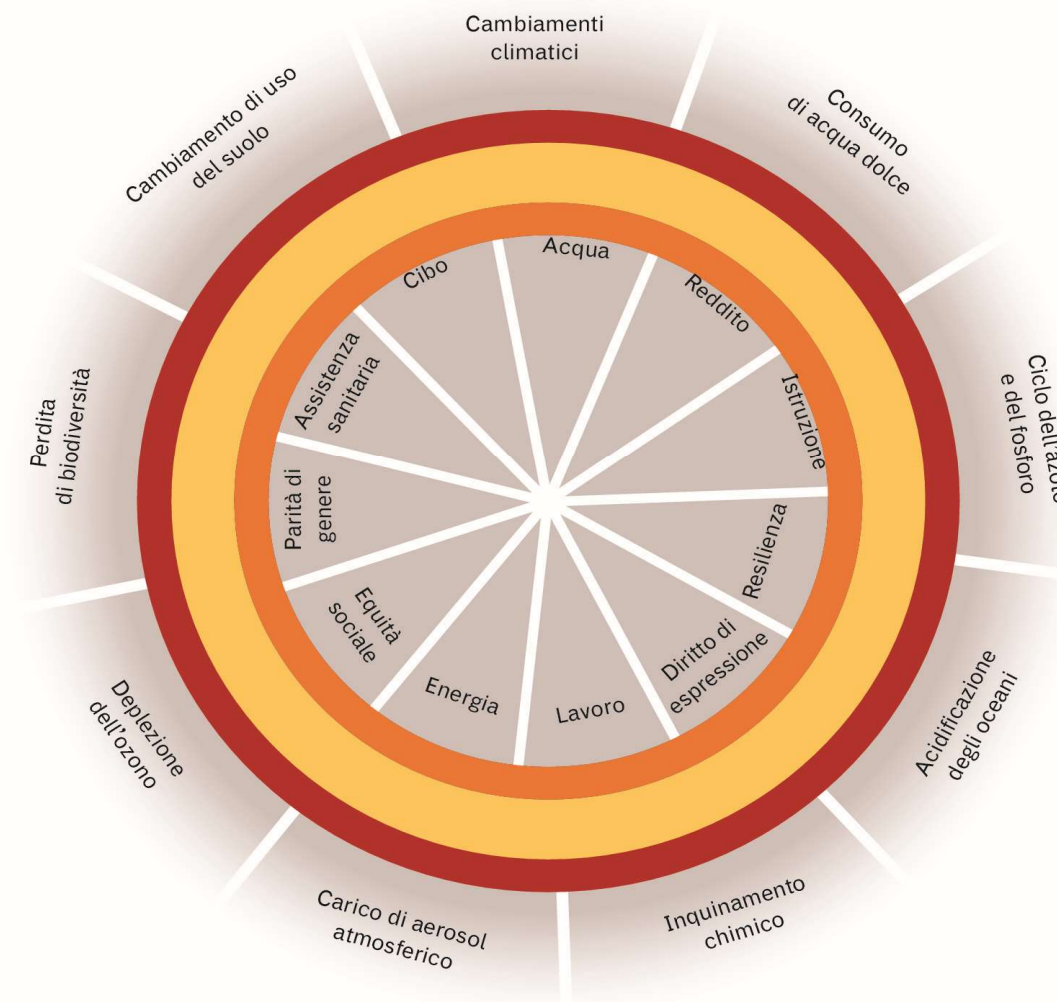 Cambiamenti
climatici
Consumo
di acqua dolce
Ciclo dell'azoto
e del fosforo
Acidificazione
degli oceani
Inquinamento
chimico
Carico di aerosol
atmosferico
Deplezione
dell'ozono
Perdita
di biodiversità
Cambiamento di uso
del suolo
Acqua
Reddito
Istruzione
Resilienza
Diritto di
espressione
Lavoro
Energia
Equità
sociale
Parità di
genere
Assistenza
sanitaria
Cibo